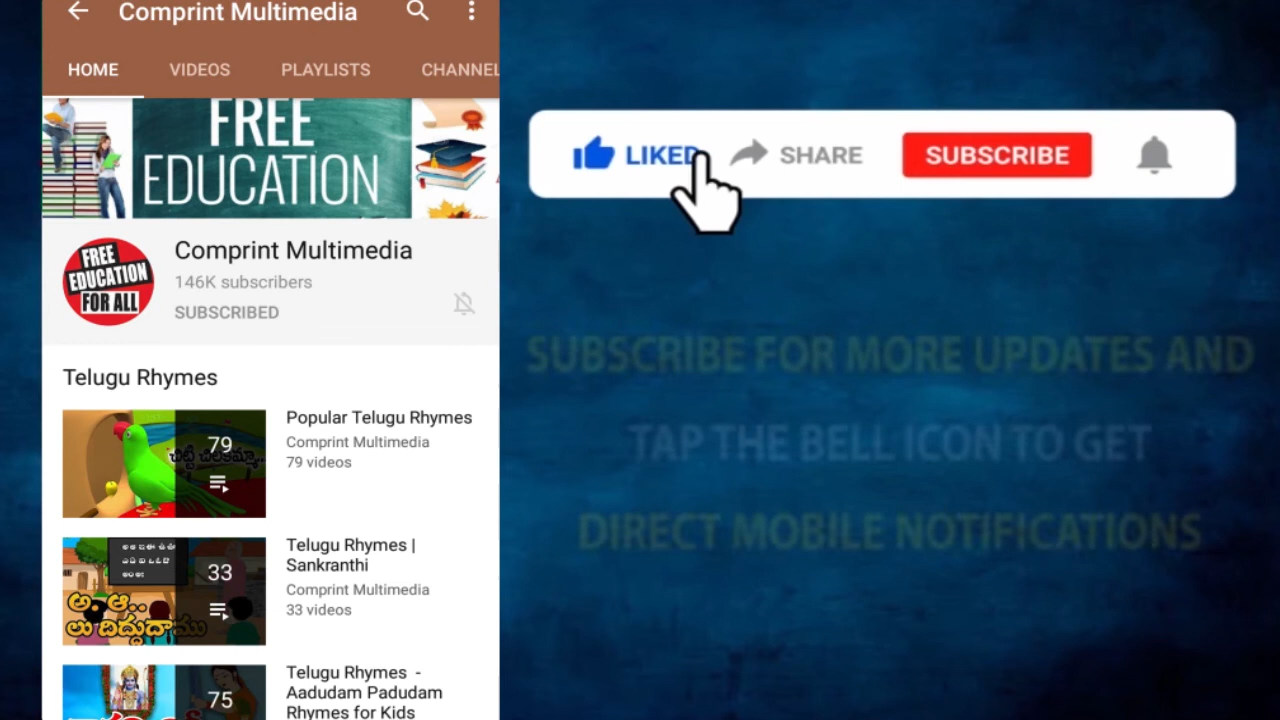 Comprint Multimedia
HOME VIDEOS PLAYLISTS CHANNEL
FREE
EDUCATION
FREE
EDUCATION
FOR ALL
Comprint Multimedia
146K subscribers
SUBSCRIBED
Telugu Rhymes
79
చిట్టి చిలకమ్మా...
Popular Telugu Rhymes
Comprint Multimedia
79 videos
33
అ. ఆ..
లు దిద్దుదాము
Telugu Rhymes |
Sankranthi
Comprint Multimedia
33 videos
75
Telugu Rhymes -
Aadudam Padudam
Rhymes for Kids
LIKED SHARE SUBSCRIBE
SUBSCRIBE FOR MORE UPDATES AND
TAP THE BELL ICON TO GET
DIRECT MOBILE NOTIFICATIONS